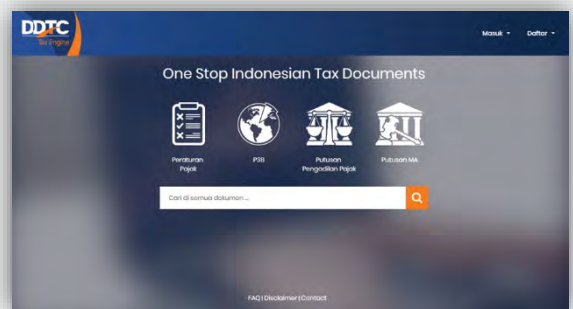 DDTC
Tax Engine
Masuk
Daftar
One Stop Indonesian Tax Documents
Peraturan
Pajak
P3B
Putusan
Pengadilan Pajak
Putusan MA
Cari di semua dokumen ...
FAQ | Disclaimer | Contact